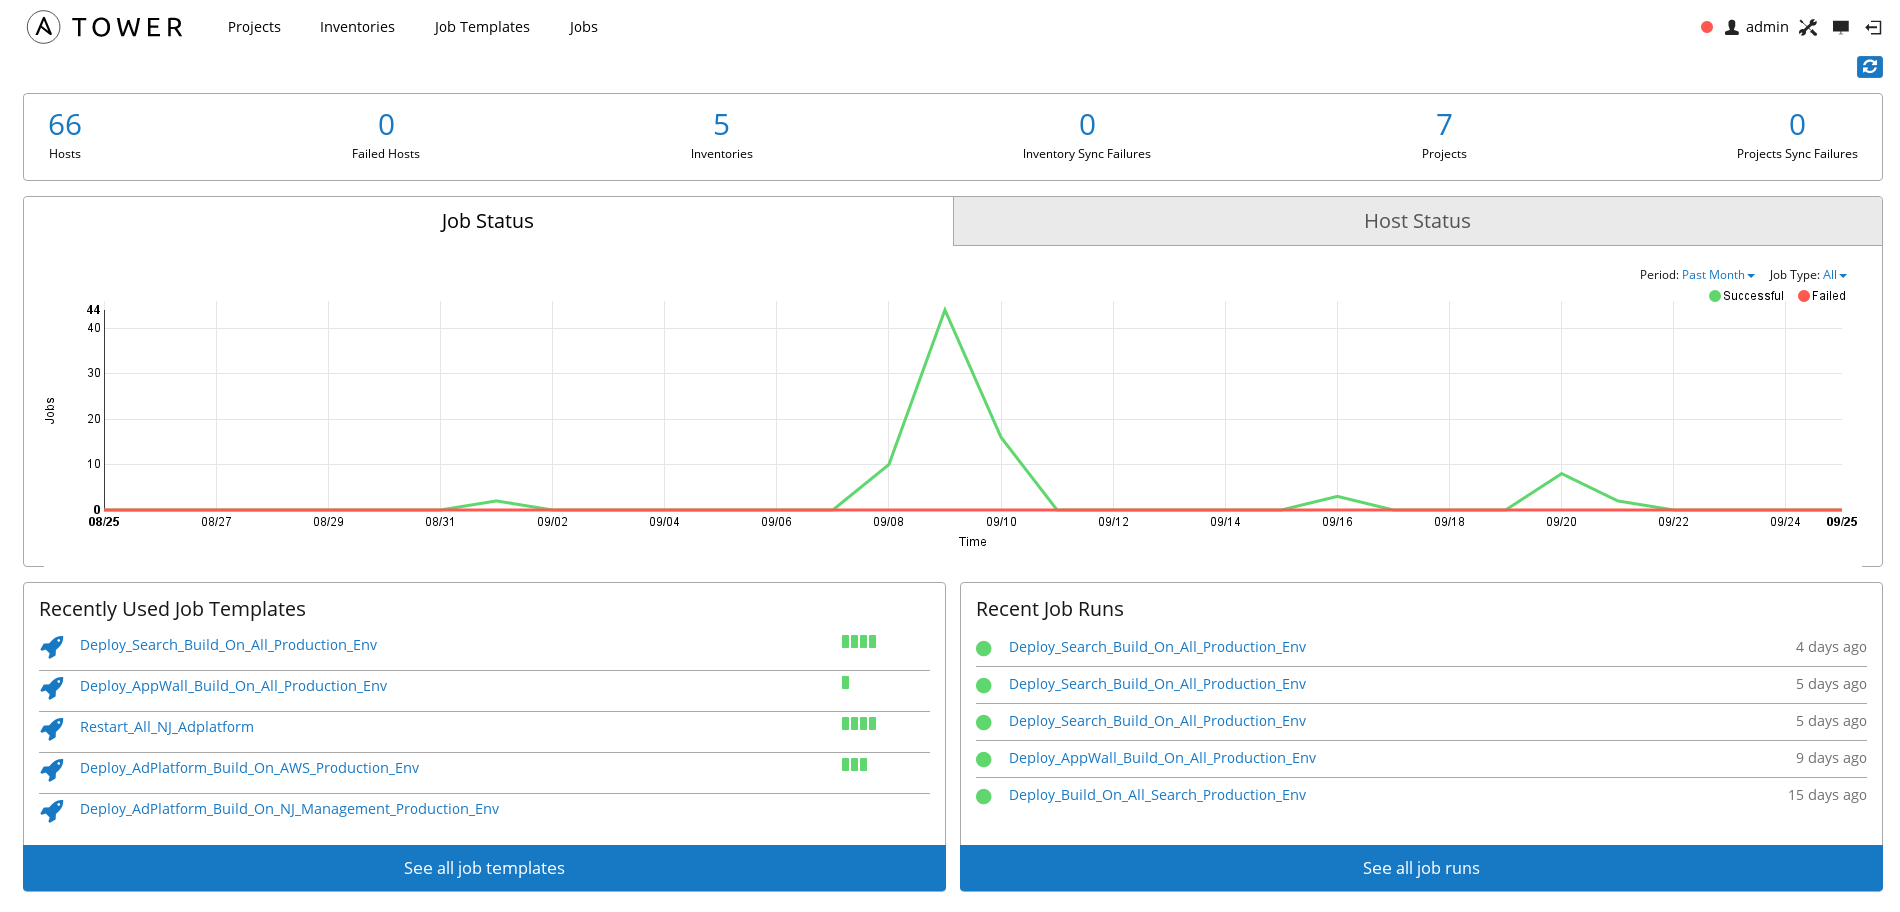 TOWER Projects Inventories Job Templates Jobs admin
66 0 5 0 7 0
Hosts Failed Hosts Inventories Inventory Sync Failures Projects Projects Sync Failures
Job Status Host Status
Period: Past Month Job Type: All
Successful Failed
44
40
30
20
10
0
Jobs
08/25 08/27 08/29 08/31 09/02 09/04 09/06 09/08 09/10 09/12 09/14 09/16 09/18 09/20 09/22 09/24 09/25
Time
Recently Used Job Templates
Deploy_Search_Build_On_All_Production_Env
Deploy_AppWall_Build_On_All_Production_Env
Restart_All_NJ_Adplatform
Deploy_AdPlatform_Build_On_AWS_Production_Env
Deploy_AdPlatform_Build_On_NJ_Management_Production_Env
See all job templates
Recent Job Runs
Deploy_Search_Build_On_All_Production_Env 4 days ago
Deploy_Search_Build_On_All_Production_Env 5 days ago
Deploy_Search_Build_On_All_Production_Env 5 days ago
Deploy_AppWall_Build_On_All_Production_Env 9 days ago
Deploy_Build_On_All_Search_Production_Env 15 days ago
See all job runs